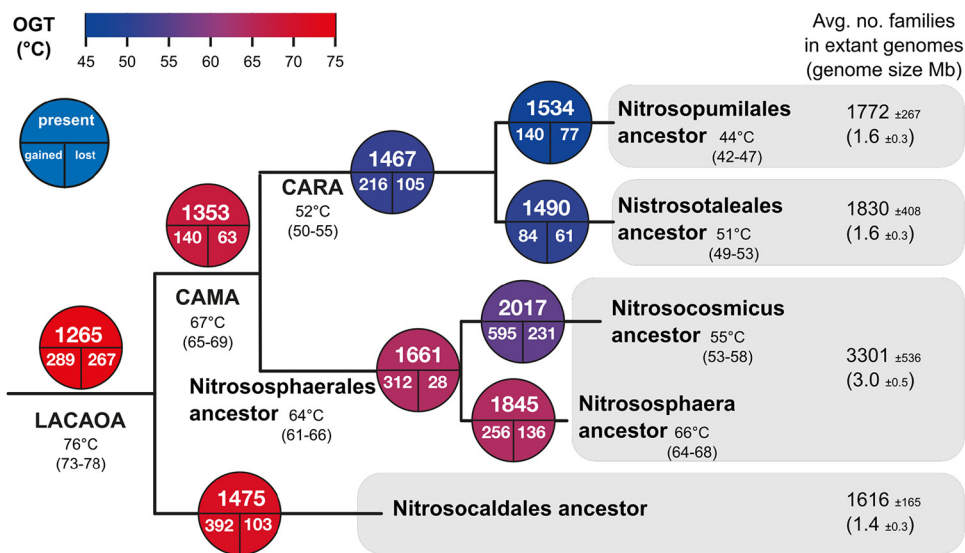 OGT
(°C)
45 50 55 60 65 70 75
Avg. no. families
in extant genomes
(genome size Mb)
present
gained lost
1534
140 77
Nitrosopumilales
ancestor 44°C
(42-47)
1772 ±267
(1.6 ±0.3)
1467
216 105
CARA
52°C
(50-55)
1490
84 61
Nistrosotaleales
ancestor 51°C
(49-53)
1830 ±408
(1.6 ±0.3)
1353
140 63
CAMA
67°C
(65-69)
2017
595 231
Nitrosocosmicus
ancestor 55°C
(53-58)
1265
289 267
LACAOA
76°C
(73-78)
1661
312 28
Nitrososphaerales
ancestor 64°C
(61-66)
3301 ±536
(3.0 ±0.5)
1845
256 136
Nitrososphaera
ancestor 66°C
(64-68)
1475
392 103
Nitrosocaldales ancestor
1616 ±165
(1.4 ±0.3)